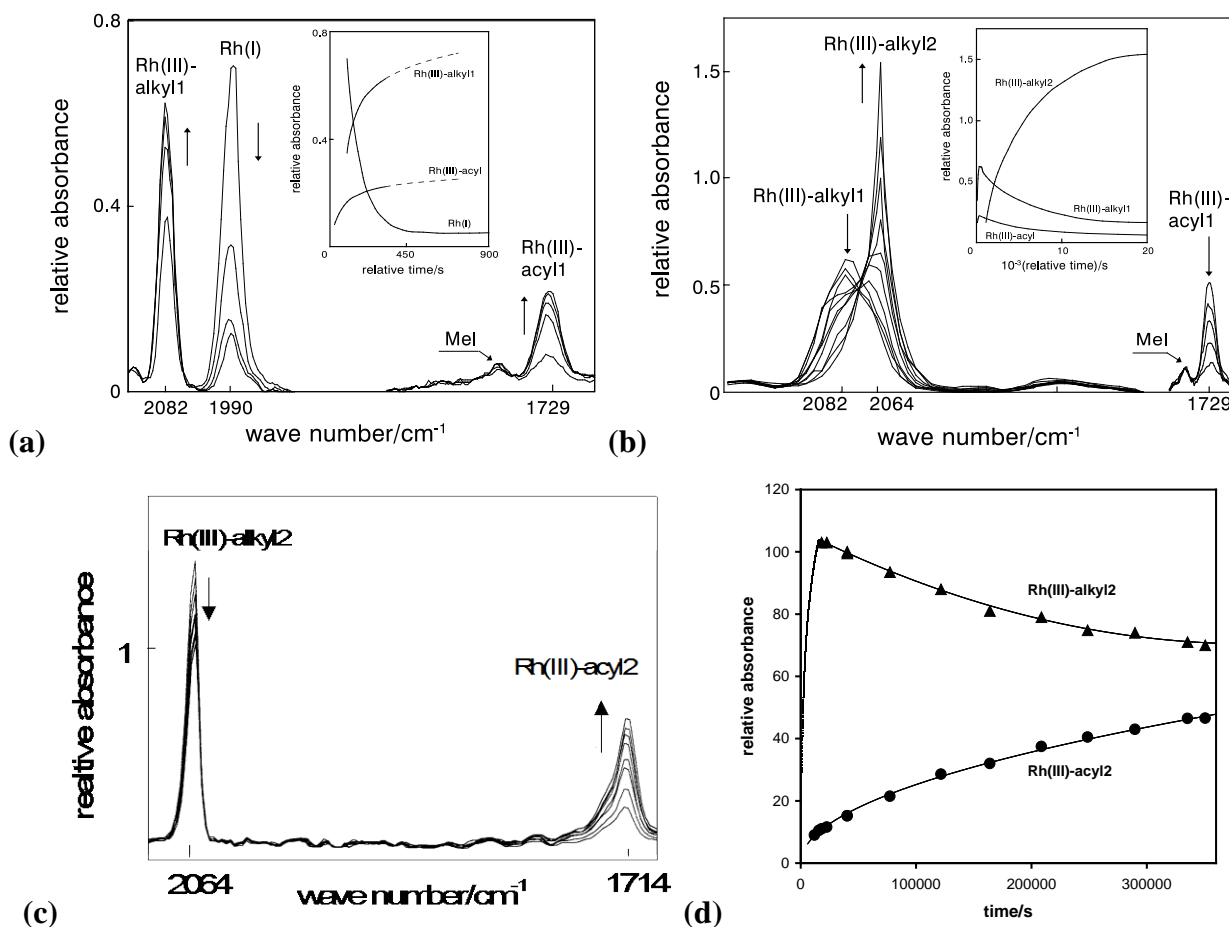 0.8
relative absorbance
0.4
0
Rh(III)-
alkyl1
Rh(I)
0.8
relative absorbance
0.4
0
Rh(III)-alkyl1
Rh(III)-acyl
Rh(I)
0
450
900
relative time/s
Rh(III)-
acyl1
MeI
2082
1990
1729
wave number/cm-1
(a)
relative absorbance
1.5
1.0
0.5
0
Rh(III)-alkyl2
Rh(III)-alkyl1
relative absorbance
1.5
1.0
0.5
Rh(III)-alkyl2
Rh(III)-alkyl1
Rh(III)-acyl
0
10
20
10-3(relative time)/s
Rh(III)-
acyl1
MeI
2082
2064
1729
wave number/cm-1
(b)
Rh(III)-alkyl2
realtive absorbance
1
Rh(III)-acyl2
2064
wave number/cm-1
1714
(c)
120
100
80
60
40
20
0
relative absorbance
Rh(III)-alkyl2
Rh(III)-acyl2
0
100000
200000
300000
time/s
(d)